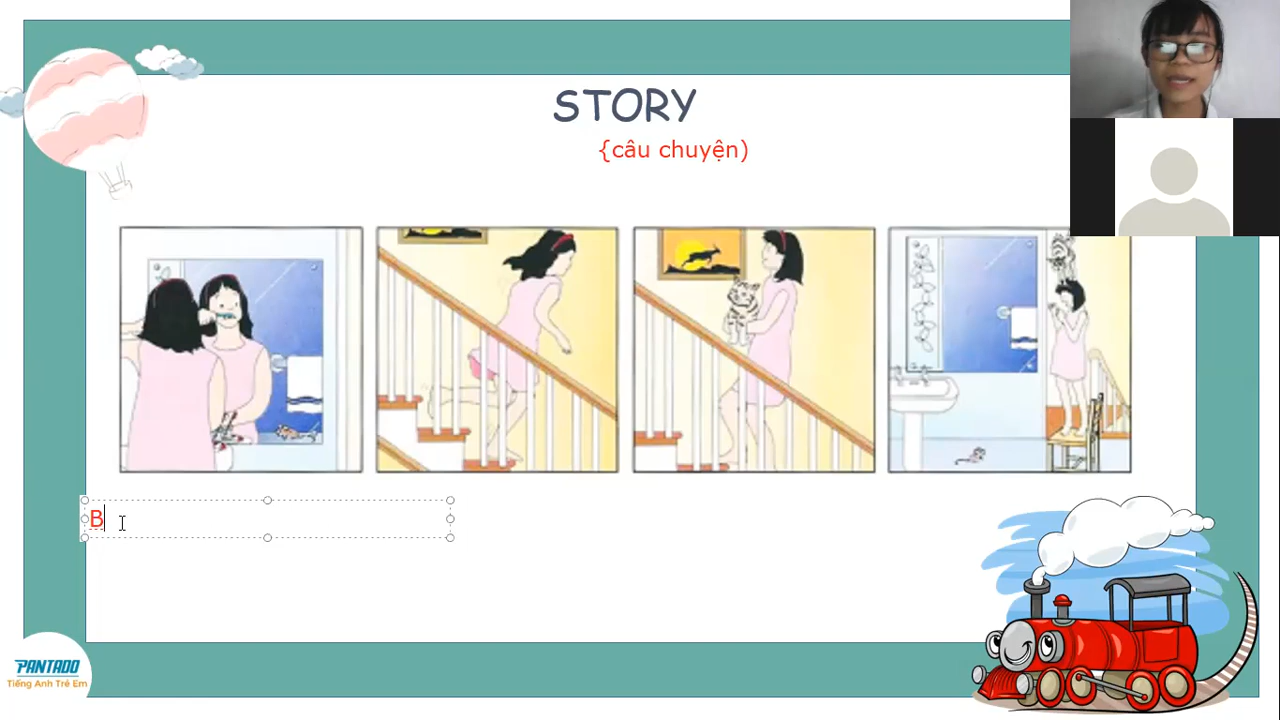 STORY
{câu chuyện)
B
PANTADO
Tiếng Anh Trẻ Em